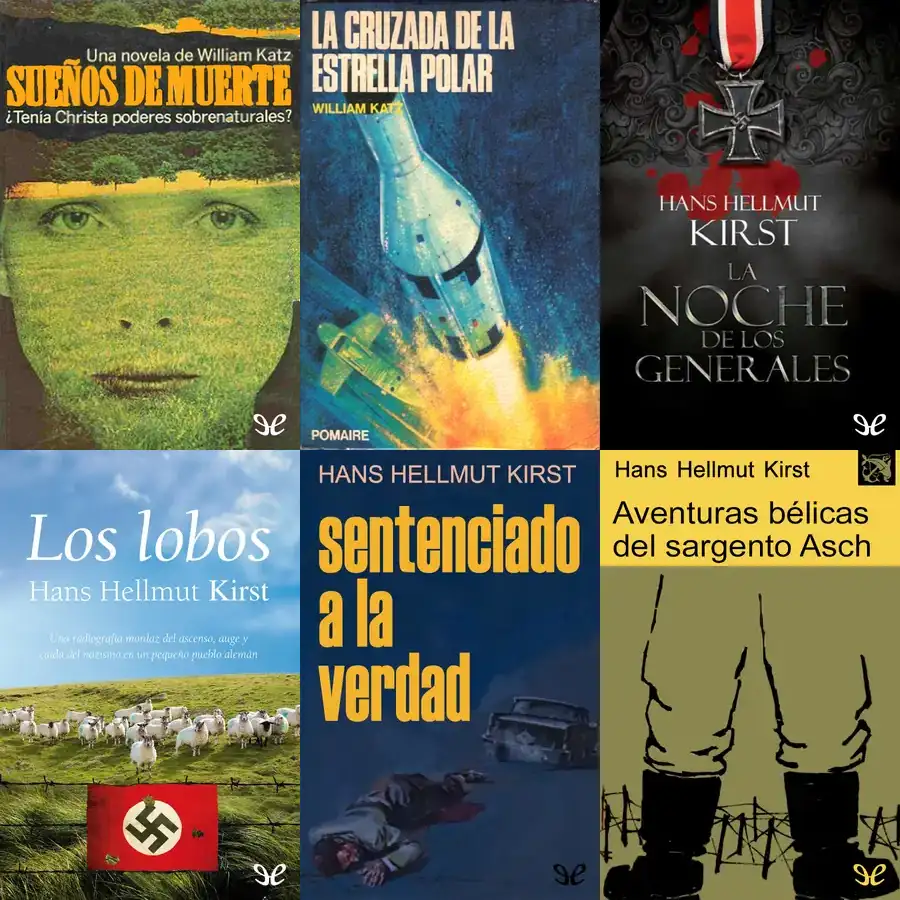 Una novela de William Katz
SUEÑOS DE MUERTE
¿Tenía Christa poderes sobrenaturales?
LA CRUZADA DE LA
ESTRELLA POLAR
WILLIAM KATZ
POMAIRE
HANS HELLMUT
KIRST
LA
NOCHE
DE LOS
GENERALES
Los lobos
Hans Hellmut Kirst
Una radiografía mordaz del ascenso, auge y
caída del nazismo en un pequeño pueblo alemán
HANS HELLMUT KIRST
sentenciado
a la
verdad
Hans Hellmut Kirst
Aventuras bélicas
del sargento Asch